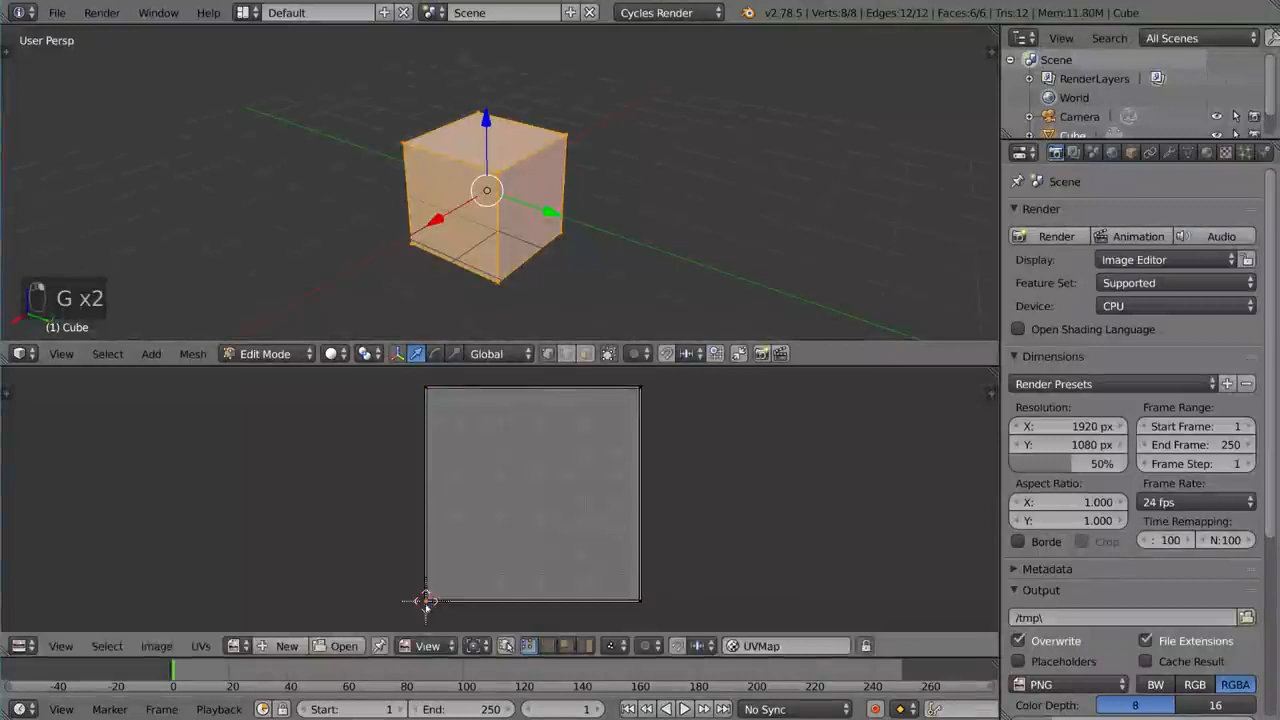 File Render Window Help Default Scene Cycles Render v2.78.5 | Verts:8/8 | Edges:12/12 | Faces:6/6 | Tris:12 | Mem:11.80M | Cube
User Persp
View Search All Scenes
Scene
RenderLayers
World
Camera
Cube
Scene
Render
Render Animation Audio
Display: Image Editor
Feature Set: Supported
Device: CPU
Open Shading Language
G x2
(1) Cube
View Select Add Mesh Edit Mode Global
Dimensions
Render Presets
Resolution: Frame Range:
X: 1920 px Start Frame: 1
Y: 1080 px End Frame: 250
50% Frame Step: 1
Aspect Ratio: Frame Rate:
X: 1.000 24 fps
Y: 1.000 Time Remapping:
Borde Crop : 100 N:100
Metadata
Output
/tmp\
Overwrite File Extensions
Placeholders Cache Result
PNG BW RGB RGBA
Color Depth: 8 16
View Select Image UVs New Open View UVMap
-40 -20 0 20 40 60 80 100 120 140 160 180 200 220 240 260
View Marker Frame Playback Start: 1 End: 250 1 No Sync